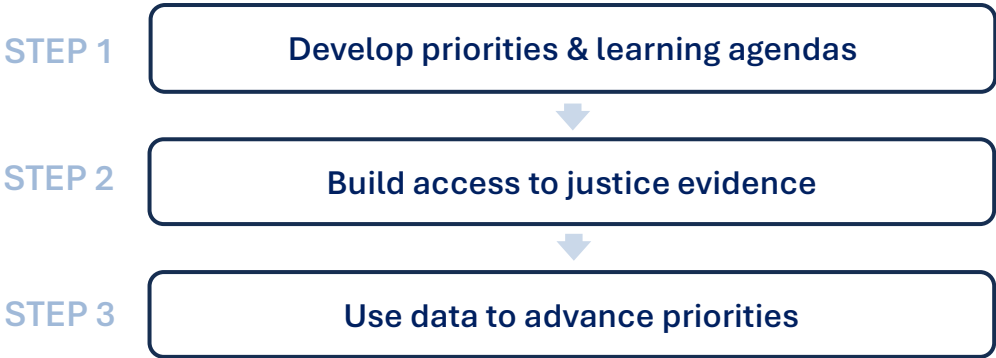 STEP 1
Develop priorities & learning agendas
STEP 2
Build access to justice evidence
STEP 3
Use data to advance priorities